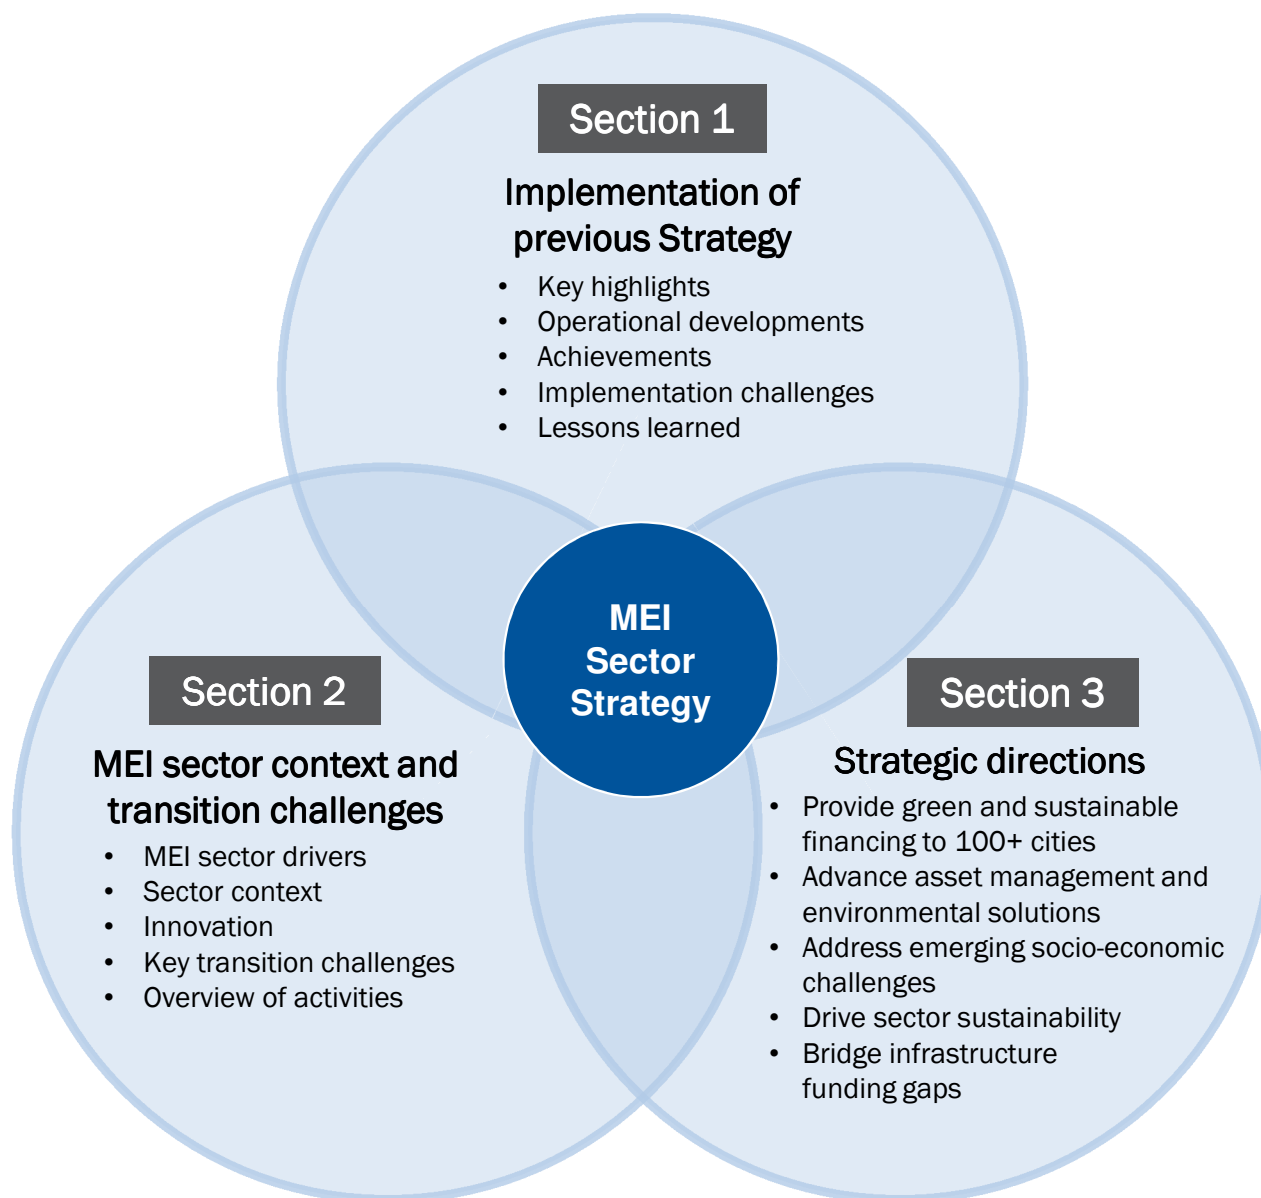 Section 1
Implementation of
previous Strategy
• Key highlights
• Operational developments
• Achievements
• Implementation challenges
• Lessons learned
MEI
Sector
Strategy
Section 2
MEI sector context and
transition challenges
• MEI sector drivers
• Sector context
• Innovation
• Key transition challenges
• Overview of activities
Section 3
Strategic directions
• Provide green and sustainable
financing to 100+ cities
• Advance asset management and
environmental solutions
• Address emerging socio-economic
challenges
• Drive sector sustainability
• Bridge infrastructure
funding gaps